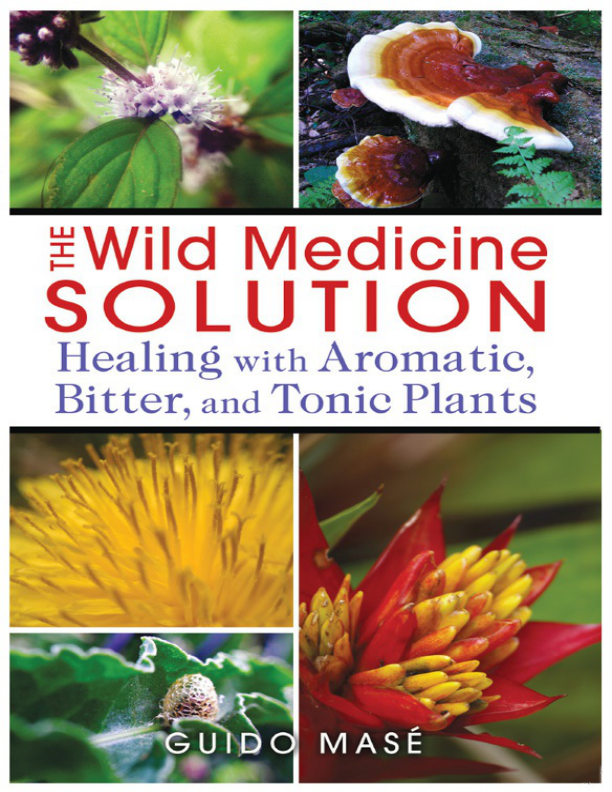 THE Wild Medicine
SOLUTION
Healing with Aromatic,
Bitter, and Tonic Plants
GUIDO MASÉ